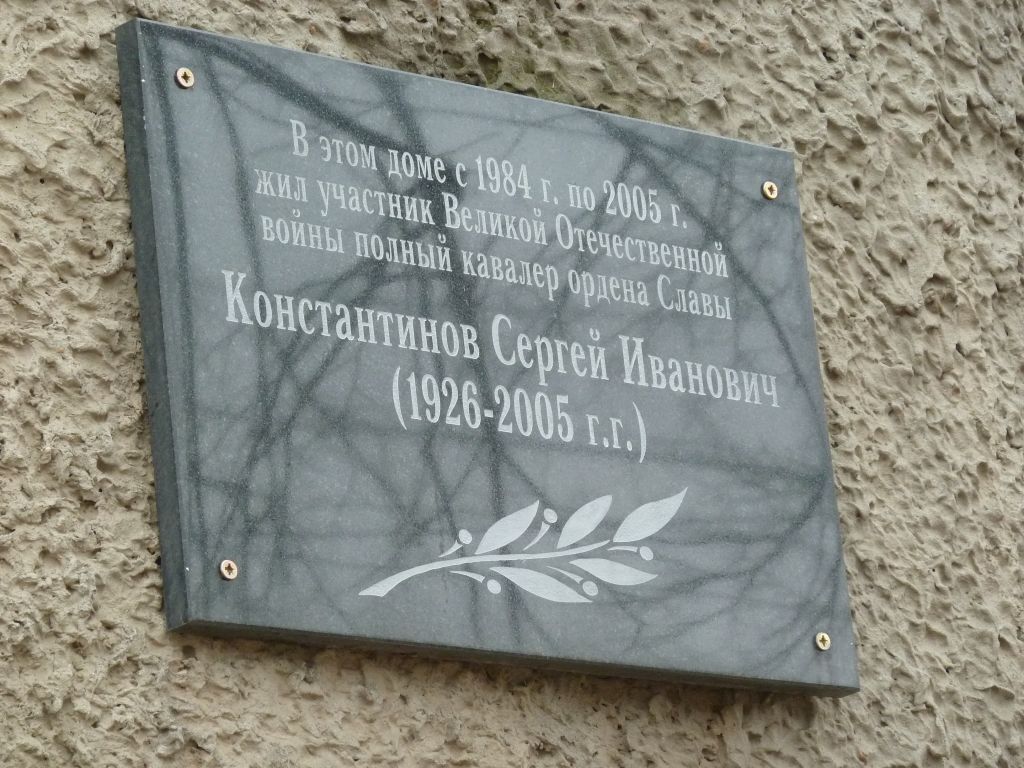 В этом доме с 1984 г. по 2005 г.
жил участник Великой Отечественной
войны полный кавалер ордена Славы
Константинов Сергей Иванович
(1926-2005 г.г.)